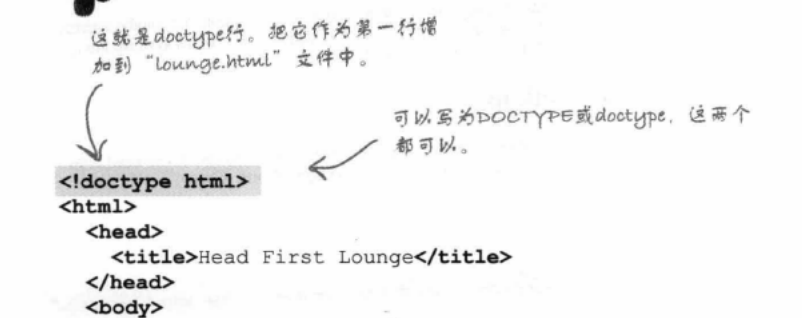 这就是doctype行。把它作为第一行增
加到“lounge.html”文件中。
可以写为DOCTYPE或doctype，这两个
都可以。
<!doctype html>
<html>
<head>
<title>Head First Lounge</title>
</head>
<body>